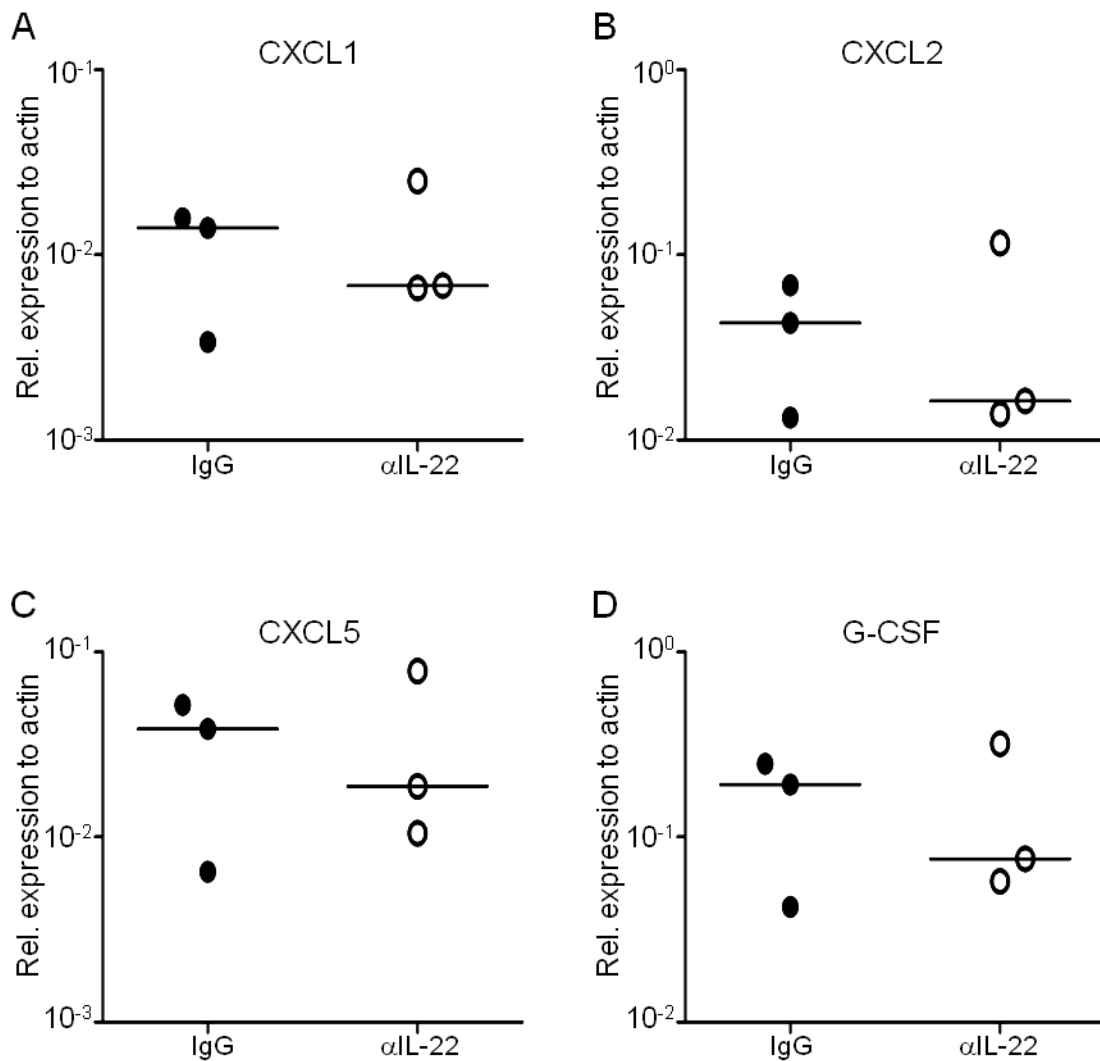 A
CXCL1
Rel. expression to actin
10⁻¹
10⁻²
10⁻³
IgG
αIL-22
B
CXCL2
Rel. expression to actin
10⁰
10⁻¹
10⁻²
IgG
αIL-22
C
CXCL5
Rel. expression to actin
10⁻¹
10⁻²
10⁻³
IgG
αIL-22
D
G-CSF
Rel. expression to actin
10⁰
10⁻¹
10⁻²
IgG
αIL-22